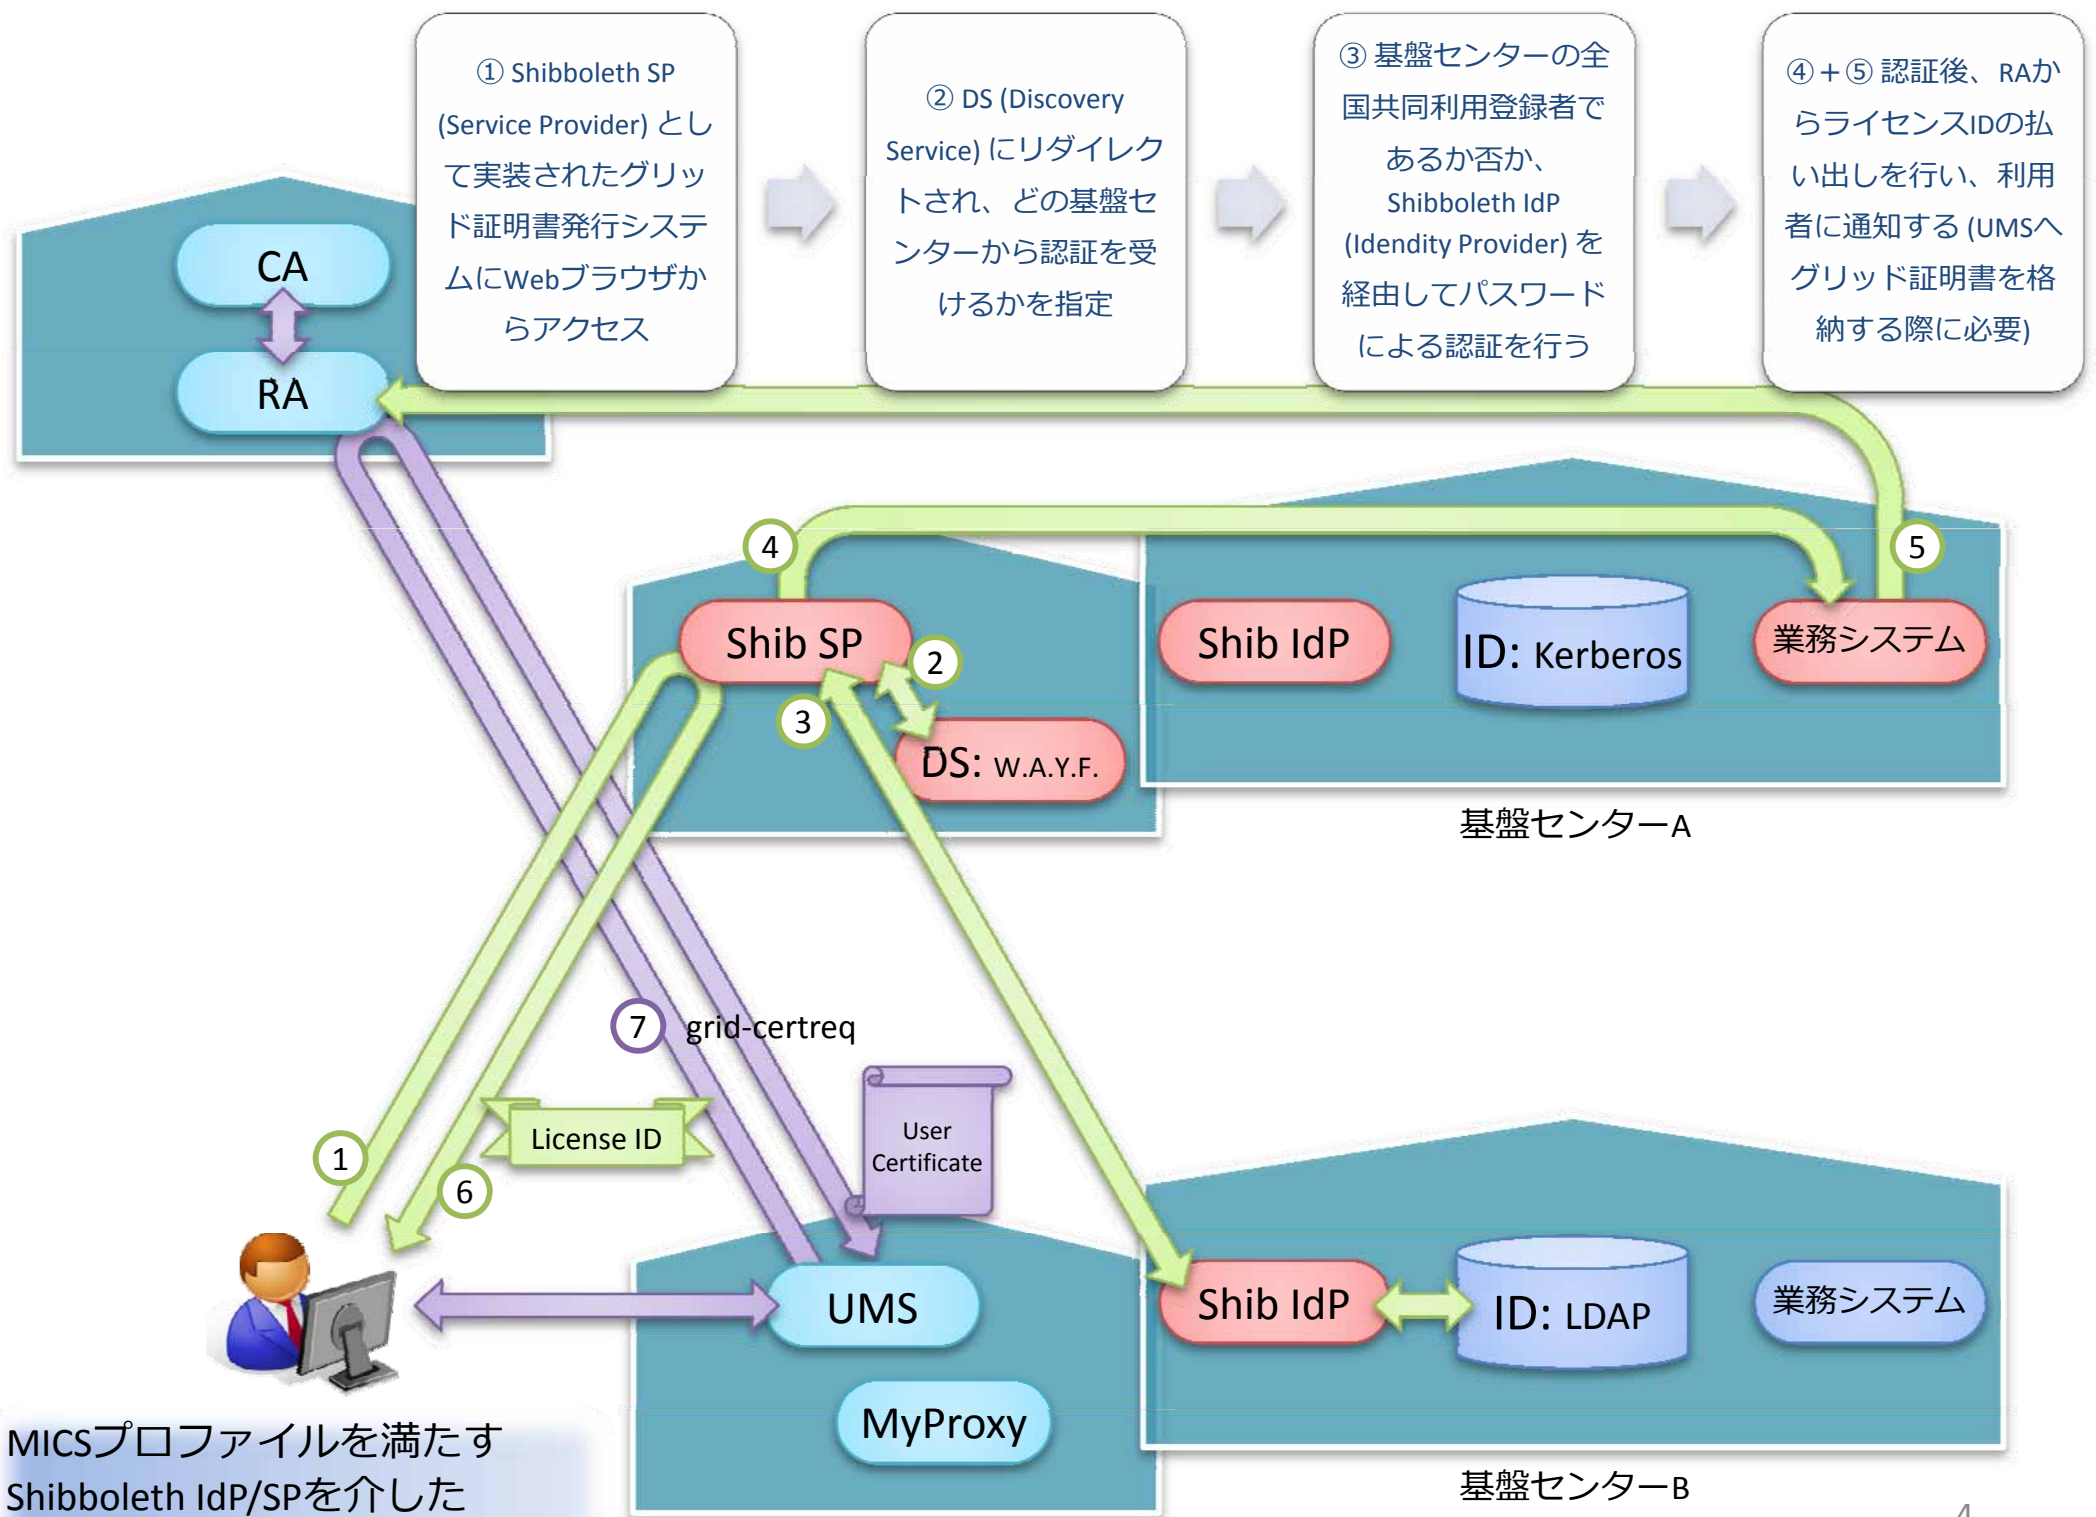 ① Shibboleth SP
(Service Provider) とし
て実装されたグリッ
ド証明書発行システ
ムにWebブラウザか
らアクセス
② DS (Discovery
Service) にリダイレク
トされ、どの基盤セ
ンターから認証を受
けるかを指定
③ 基盤センターの全
国共同利用登録者で
あるか否か、
Shibboleth IdP
(Idendity Provider) を
経由してパスワード
による認証を行う
④＋⑤ 認証後、RAか
らライセンスIDの払
い出しを行い、利用
者に通知する (UMSへ
グリッド証明書を格
納する際に必要)
CA
RA
4
5
Shib SP
2
3
DS: W.A.Y.F.
Shib IdP
ID: Kerberos
業務システム
基盤センターA
7
grid-certreq
License ID
User
Certificate
1
6
UMS
MyProxy
Shib IdP
ID: LDAP
業務システム
基盤センターB
MICSプロファイルを満たす
Shibboleth IdP/SPを介した
4